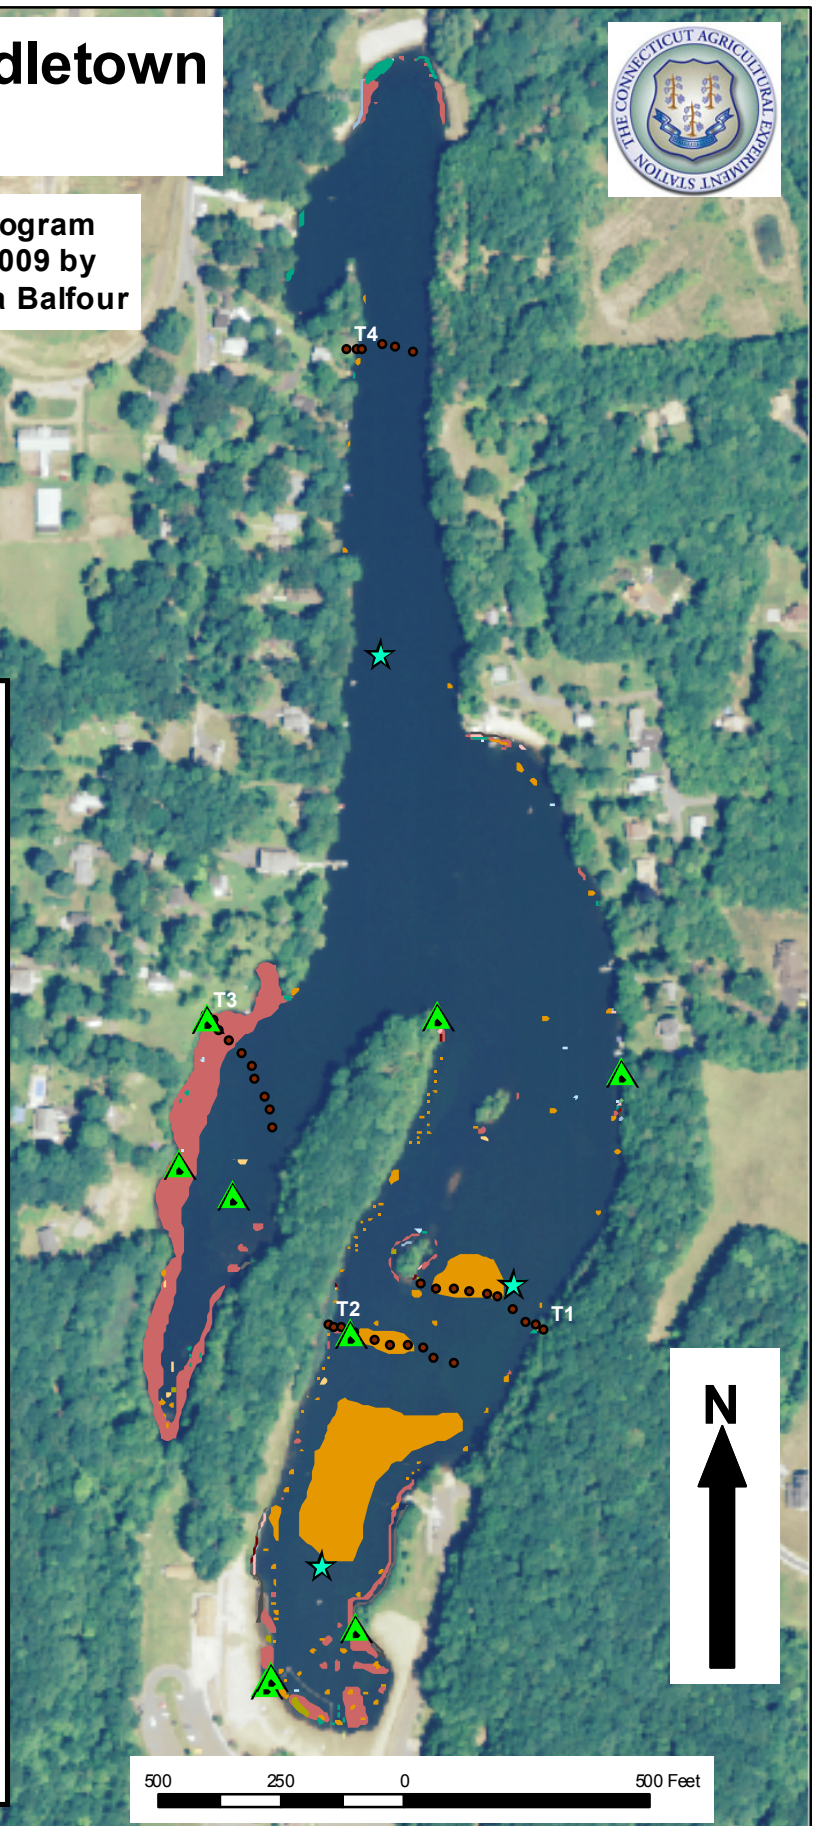 dletown
THE CONNECTICUT AGRICULTURAL EXPERIMENT STATION
ogram
009 by
a Balfour
T4
T3
T2
T1
N
500 250 0 500 Feet